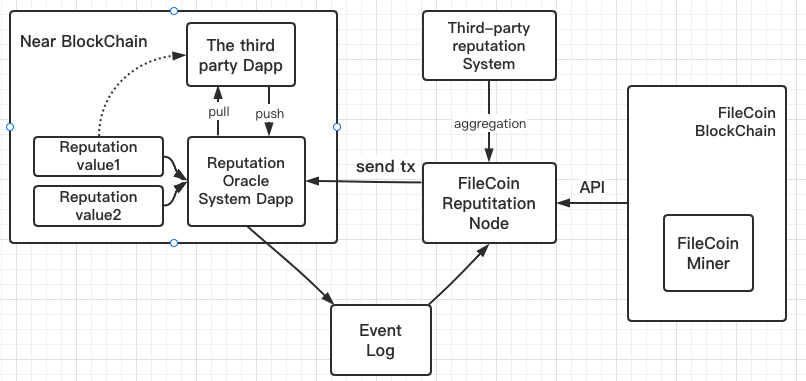 Near BlockChain
The third
party Dapp
pull
push
Reputation
value1
Reputation
value2
Reputation
Oracle
System Dapp
send tx
Third-party
reputation
System
aggregation
FileCoin
Reputitation
Node
API
FileCoin
BlockChain
FileCoin
Miner
Event
Log